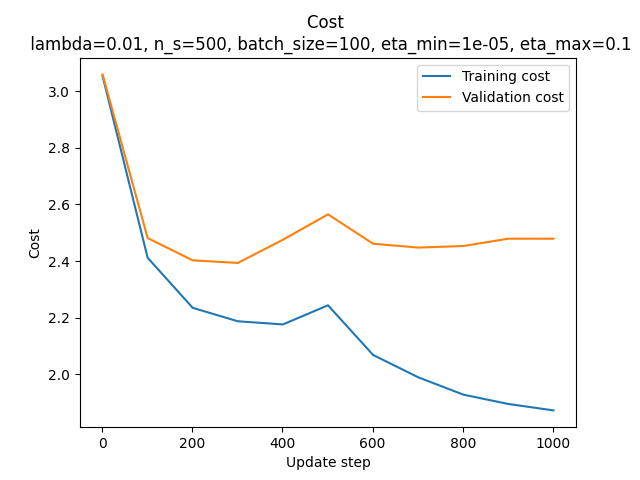 Cost
lambda=0.01, n_s=500, batch_size=100, eta_min=1e-05, eta_max=0.1
Training cost
Validation cost
3.0
2.8
2.6
2.4
2.2
2.0
Cost
0
200
400
600
800
1000
Update step